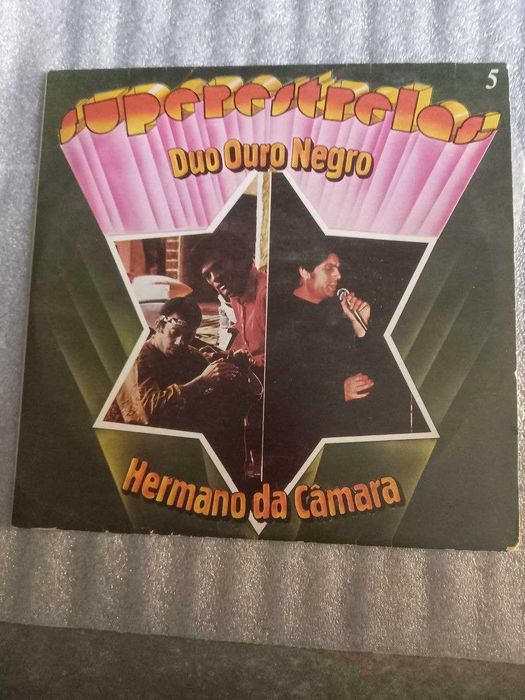 5
superestrelas
Duo Ouro Negro
Hermano da Câmara